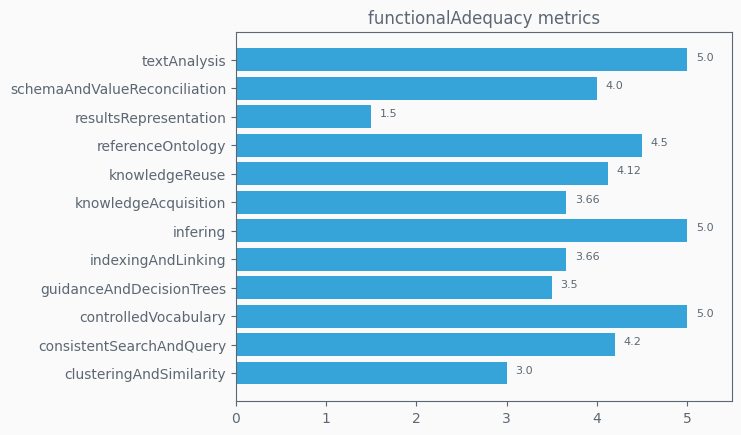 functionalAdequacy metrics
textAnalysis 5.0
schemaAndValueReconciliation 4.0
resultsRepresentation 1.5
referenceOntology 4.5
knowledgeReuse 4.12
knowledgeAcquisition 3.66
infering 5.0
indexingAndLinking 3.66
guidanceAndDecisionTrees 3.5
controlledVocabulary 5.0
consistentSearchAndQuery 4.2
clusteringAndSimilarity 3.0
0 1 2 3 4 5